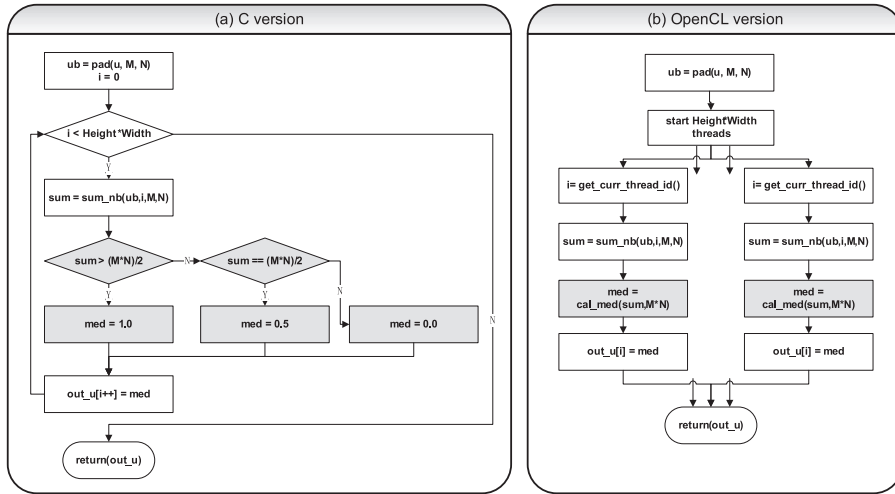 (a) C version
ub = pad(u, M, N)
i = 0
i < Height*Width
Y
N
sum = sum_nb(ub,i,M,N)
sum > (M*N)/2
N
sum == (M*N)/2
Y
Y
N
med = 1.0
med = 0.5
med = 0.0
out_u[i++] = med
return(out_u)
(b) OpenCL version
ub = pad(u, M, N)
start Height*Width
threads
i= get_curr_thread_id()
i= get_curr_thread_id()
sum = sum_nb(ub,i,M,N)
sum = sum_nb(ub,i,M,N)
med =
cal_med(sum,M*N)
med =
cal_med(sum,M*N)
out_u[i] = med
out_u[i] = med
return(out_u)